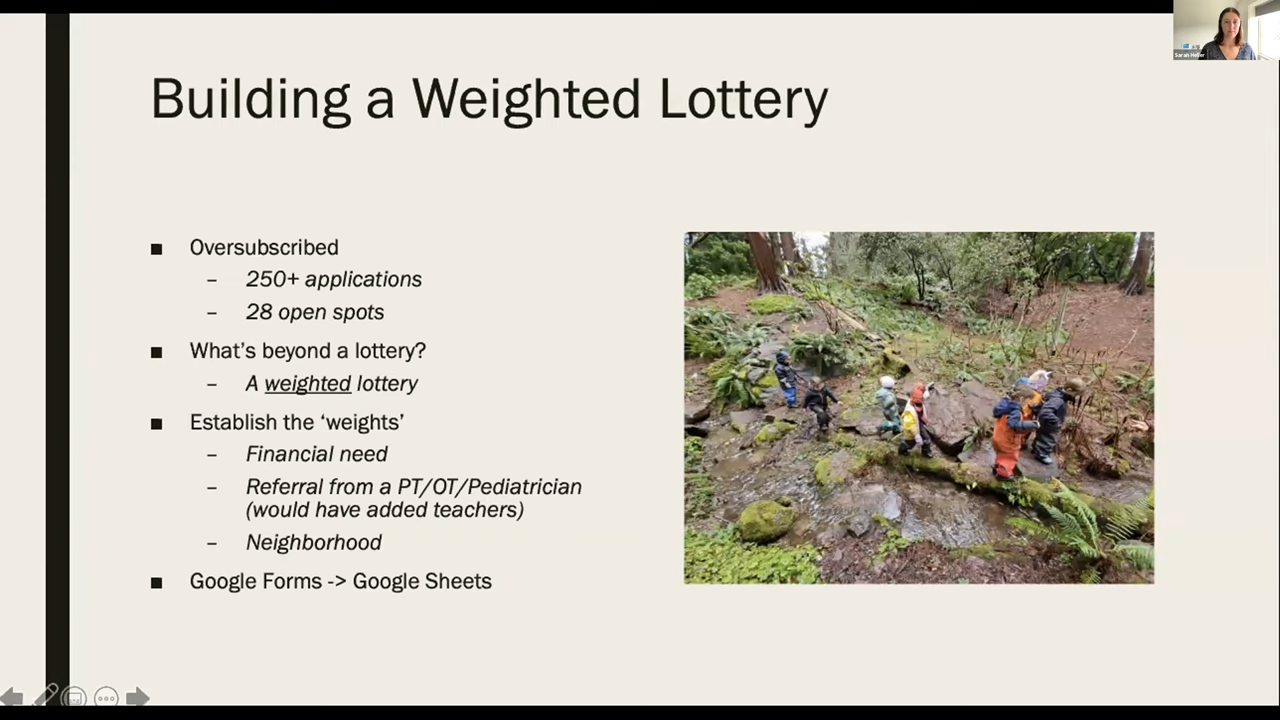 Building a Weighted Lottery
■ Oversubscribed
– 250+ applications
– 28 open spots
■ What's beyond a lottery?
– A weighted lottery
■ Establish the ‘weights’
– Financial need
– Referral from a PT/OT/Pediatrician
(would have added teachers)
– Neighborhood
■ Google Forms -> Google Sheets